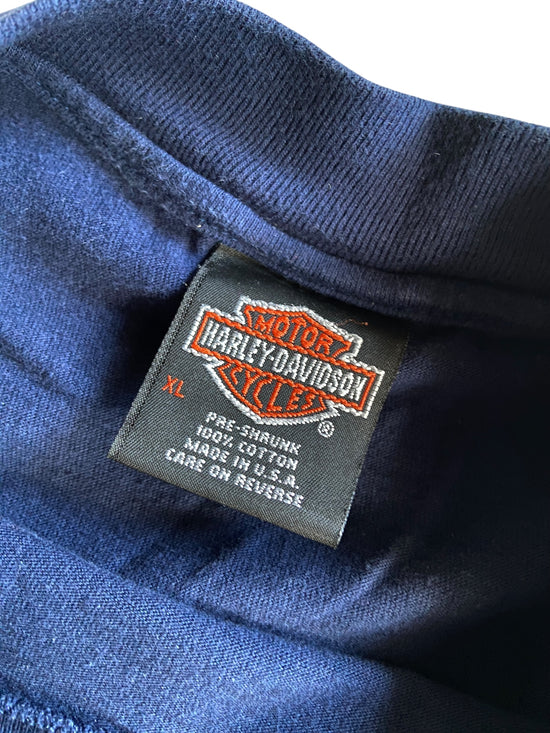 MOTOR
HARLEY-DAVIDSON
CYCLES
®
XL
PRE-SHRUNK
100% COTTON
MADE IN U.S.A.
CARE ON REVERSE